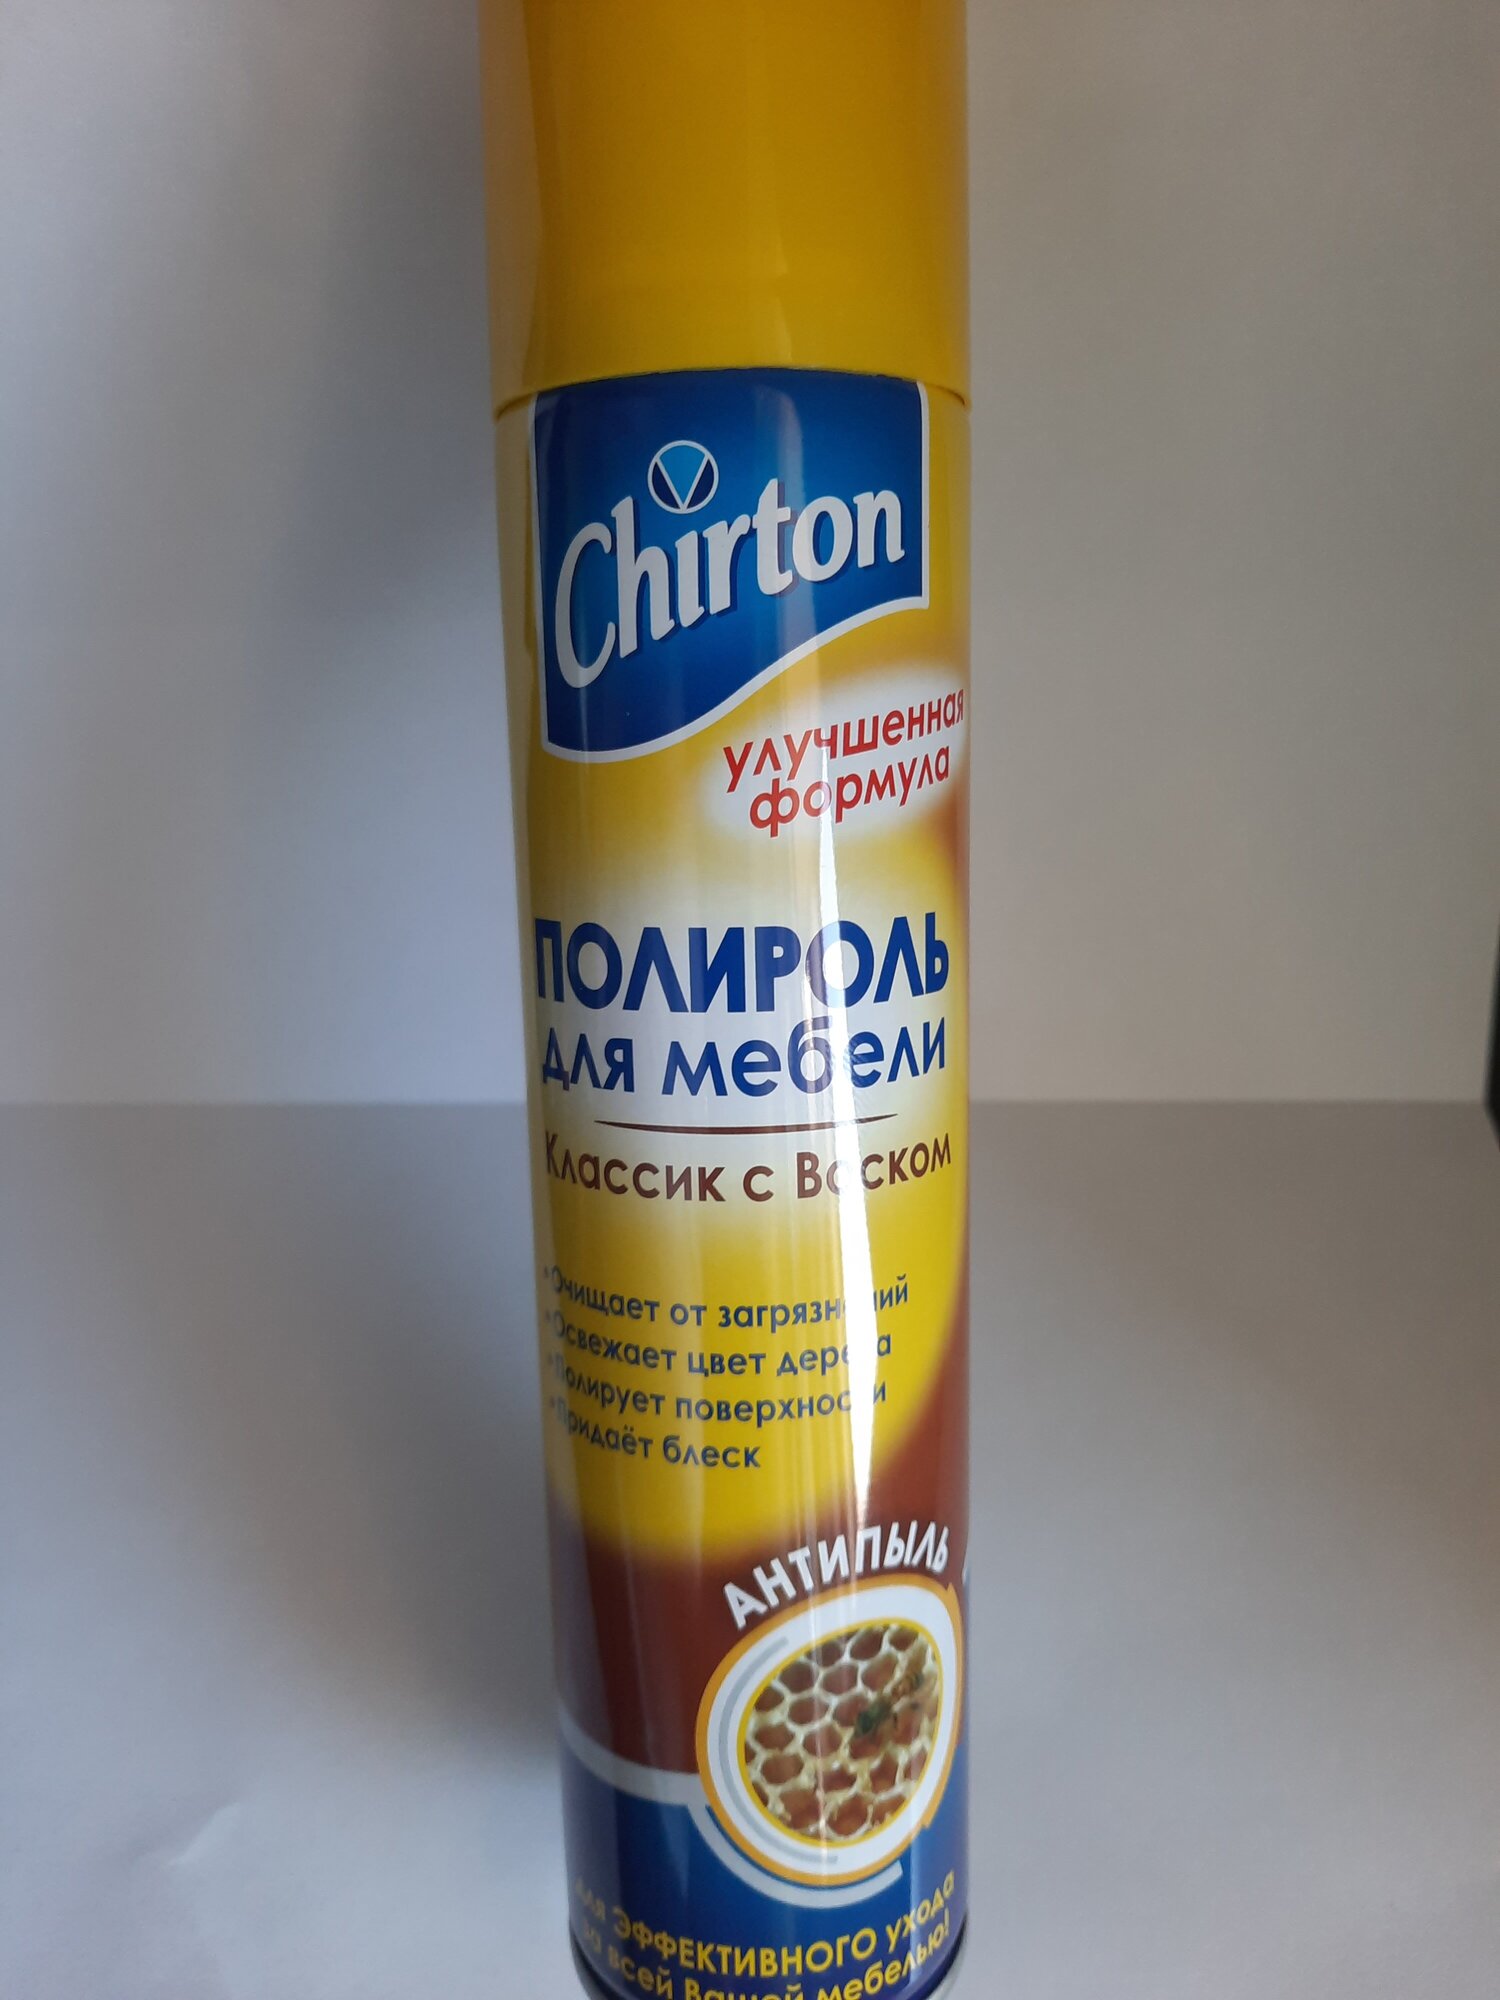 Chirton
улучшенная
формула
ПОЛИРОЛЬ
для мебели
Классик с Воском
•Очищает от загрязнений
•Освежает цвет дерева
•Полирует поверхности
•Придаёт блеск
АНТИПЫЛЬ
для ЭФФЕКТИВНОГО ухода
за всей Вашей мебелью!